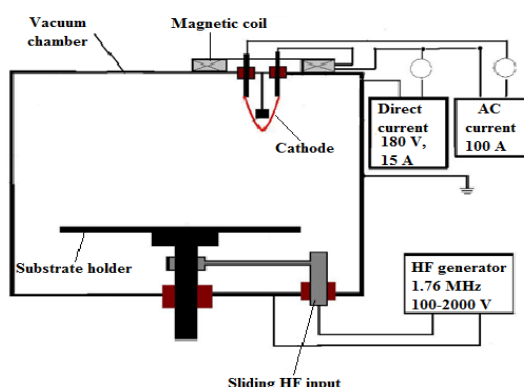 Vacuum
chamber
Magnetic coil
Cathode
Direct
current
180 V,
15 A
AC
current
100 A
Substrate holder
HF generator
1.76 MHz
100-2000 V
Sliding HF input